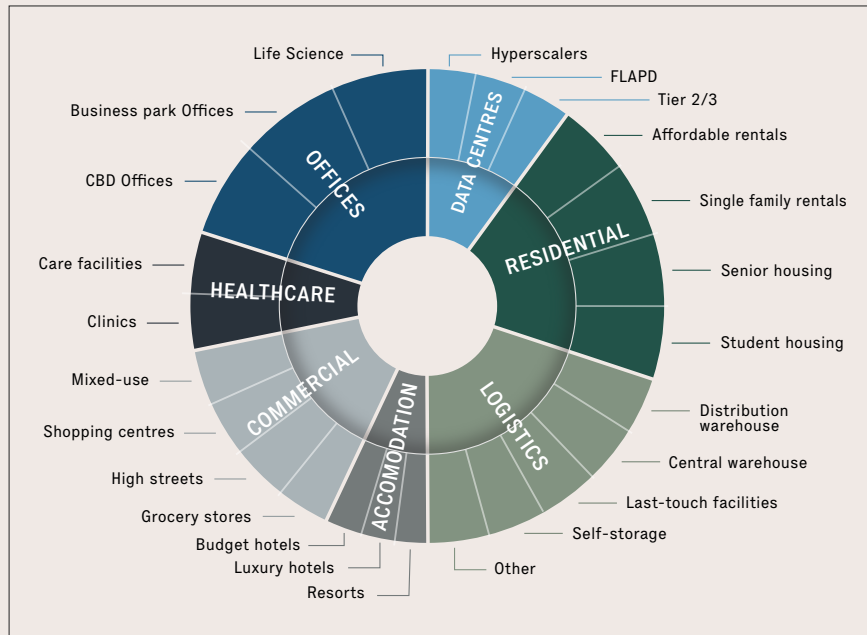 Life Science
Hyperscalers
FLAPD
Tier 2/3
Business park Offices
Affordable rentals
CBD Offices
Single family rentals
OFFICES
DATA CENTRES
RESIDENTIAL
Care facilities
Senior housing
HEALTHCARE
Clinics
Student housing
Mixed-use
COMMERCIAL
ACCOMODATION
LOGISTICS
Distribution
warehouse
Shopping centres
Central warehouse
High streets
Last-touch facilities
Grocery stores
Self-storage
Budget hotels
Luxury hotels
Other
Resorts